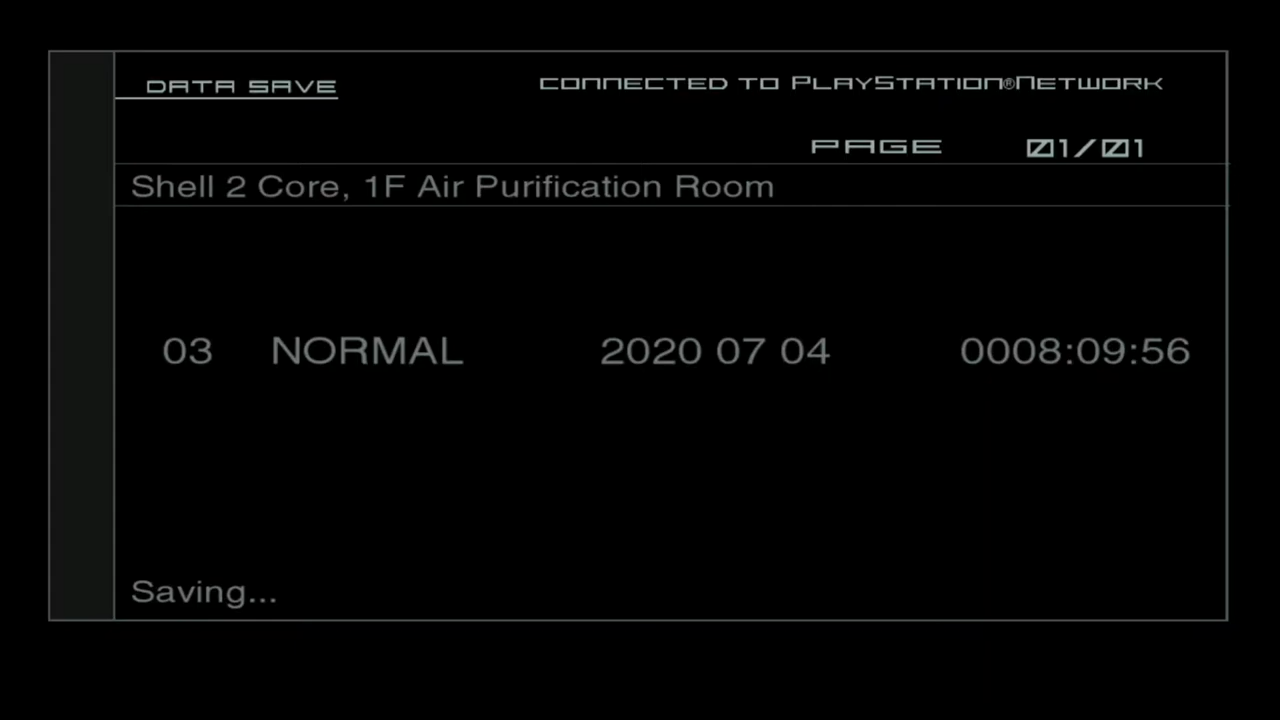 DATA SAVE
CONNECTED TO PLAYSTATION®NETWORK
PAGE 01/01
Shell 2 Core, 1F Air Purification Room
03 NORMAL 2020 07 04 0008:09:56
Saving...